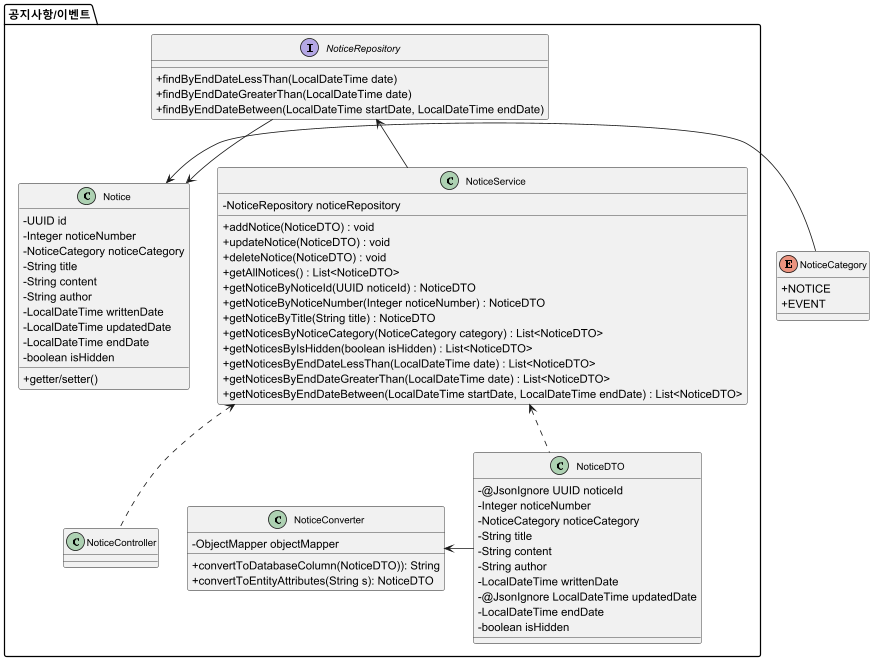 공지사항/이벤트
I NoticeRepository
+findByEndDateLessThan(LocalDateTime date)
+findByEndDateGreaterThan(LocalDateTime date)
+findByEndDateBetween(LocalDateTime startDate, LocalDateTime endDate)
C Notice
-UUID id
-Integer noticeNumber
-NoticeCategory noticeCategory
-String title
-String content
-String author
-LocalDateTime writtenDate
-LocalDateTime updatedDate
-LocalDateTime endDate
-boolean isHidden
+getter/setter()
C NoticeService
-NoticeRepository noticeRepository
+addNotice(NoticeDTO) : void
+updateNotice(NoticeDTO) : void
+deleteNotice(NoticeDTO) : void
+getAllNotices() : List<NoticeDTO>
+getNoticeByNoticeId(UUID noticeId) : NoticeDTO
+getNoticeByNoticeNumber(Integer noticeNumber) : NoticeDTO
+getNoticeByTitle(String title) : NoticeDTO
+getNoticesByNoticeCategory(NoticeCategory category) : List<NoticeDTO>
+getNoticesByIsHidden(boolean isHidden) : List<NoticeDTO>
+getNoticesByEndDateLessThan(LocalDateTime date) : List<NoticeDTO>
+getNoticesByEndDateGreaterThan(LocalDateTime date) : List<NoticeDTO>
+getNoticesByEndDateBetween(LocalDateTime startDate, LocalDateTime endDate) : List<NoticeDTO>
E NoticeCategory
+NOTICE
+EVENT
C NoticeController
C NoticeConverter
-ObjectMapper objectMapper
+convertToDatabaseColumn(NoticeDTO)): String
+convertToEntityAttributes(String s): NoticeDTO
C NoticeDTO
-@JsonIgnore UUID noticeId
-Integer noticeNumber
-NoticeCategory noticeCategory
-String title
-String content
-String author
-LocalDateTime writtenDate
-@JsonIgnore LocalDateTime updatedDate
-LocalDateTime endDate
-boolean isHidden